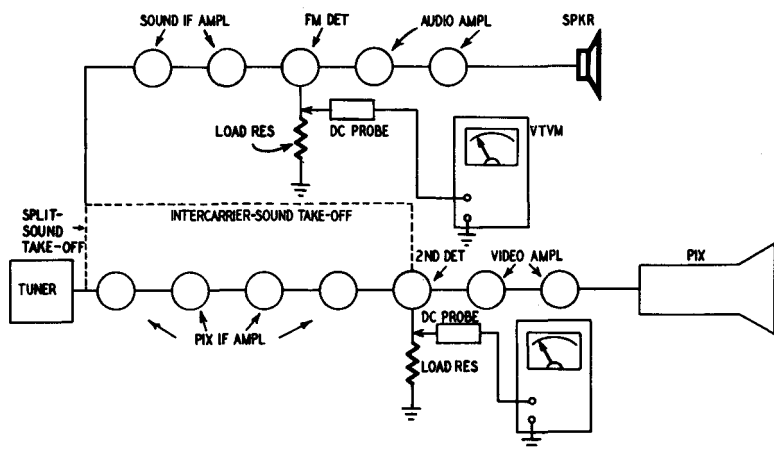 SOUND IF AMPL
FM DET
AUDIO AMPL
SPKR
LOAD RES
DC PROBE
VTVM
SPLIT-
SOUND
TAKE-OFF
INTERCARRIER-SOUND TAKE-OFF
TUNER
2ND DET
VIDEO AMPL
PIX
PIX IF AMPL
DC PROBE
LOAD RES